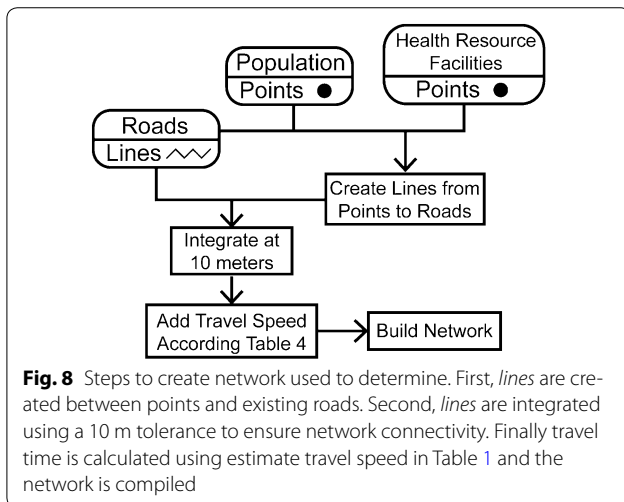 Population
Points
Health Resource
Facilities
Points
Roads
Lines
Create Lines from
Points to Roads
Integrate at
10 meters
Add Travel Speed
According Table 4
Build Network
Fig. 8 Steps to create network used to determine. First, lines are cre-
ated between points and existing roads. Second, lines are integrated
using a 10 m tolerance to ensure network connectivity. Finally travel
time is calculated using estimate travel speed in Table 1 and the
network is compiled